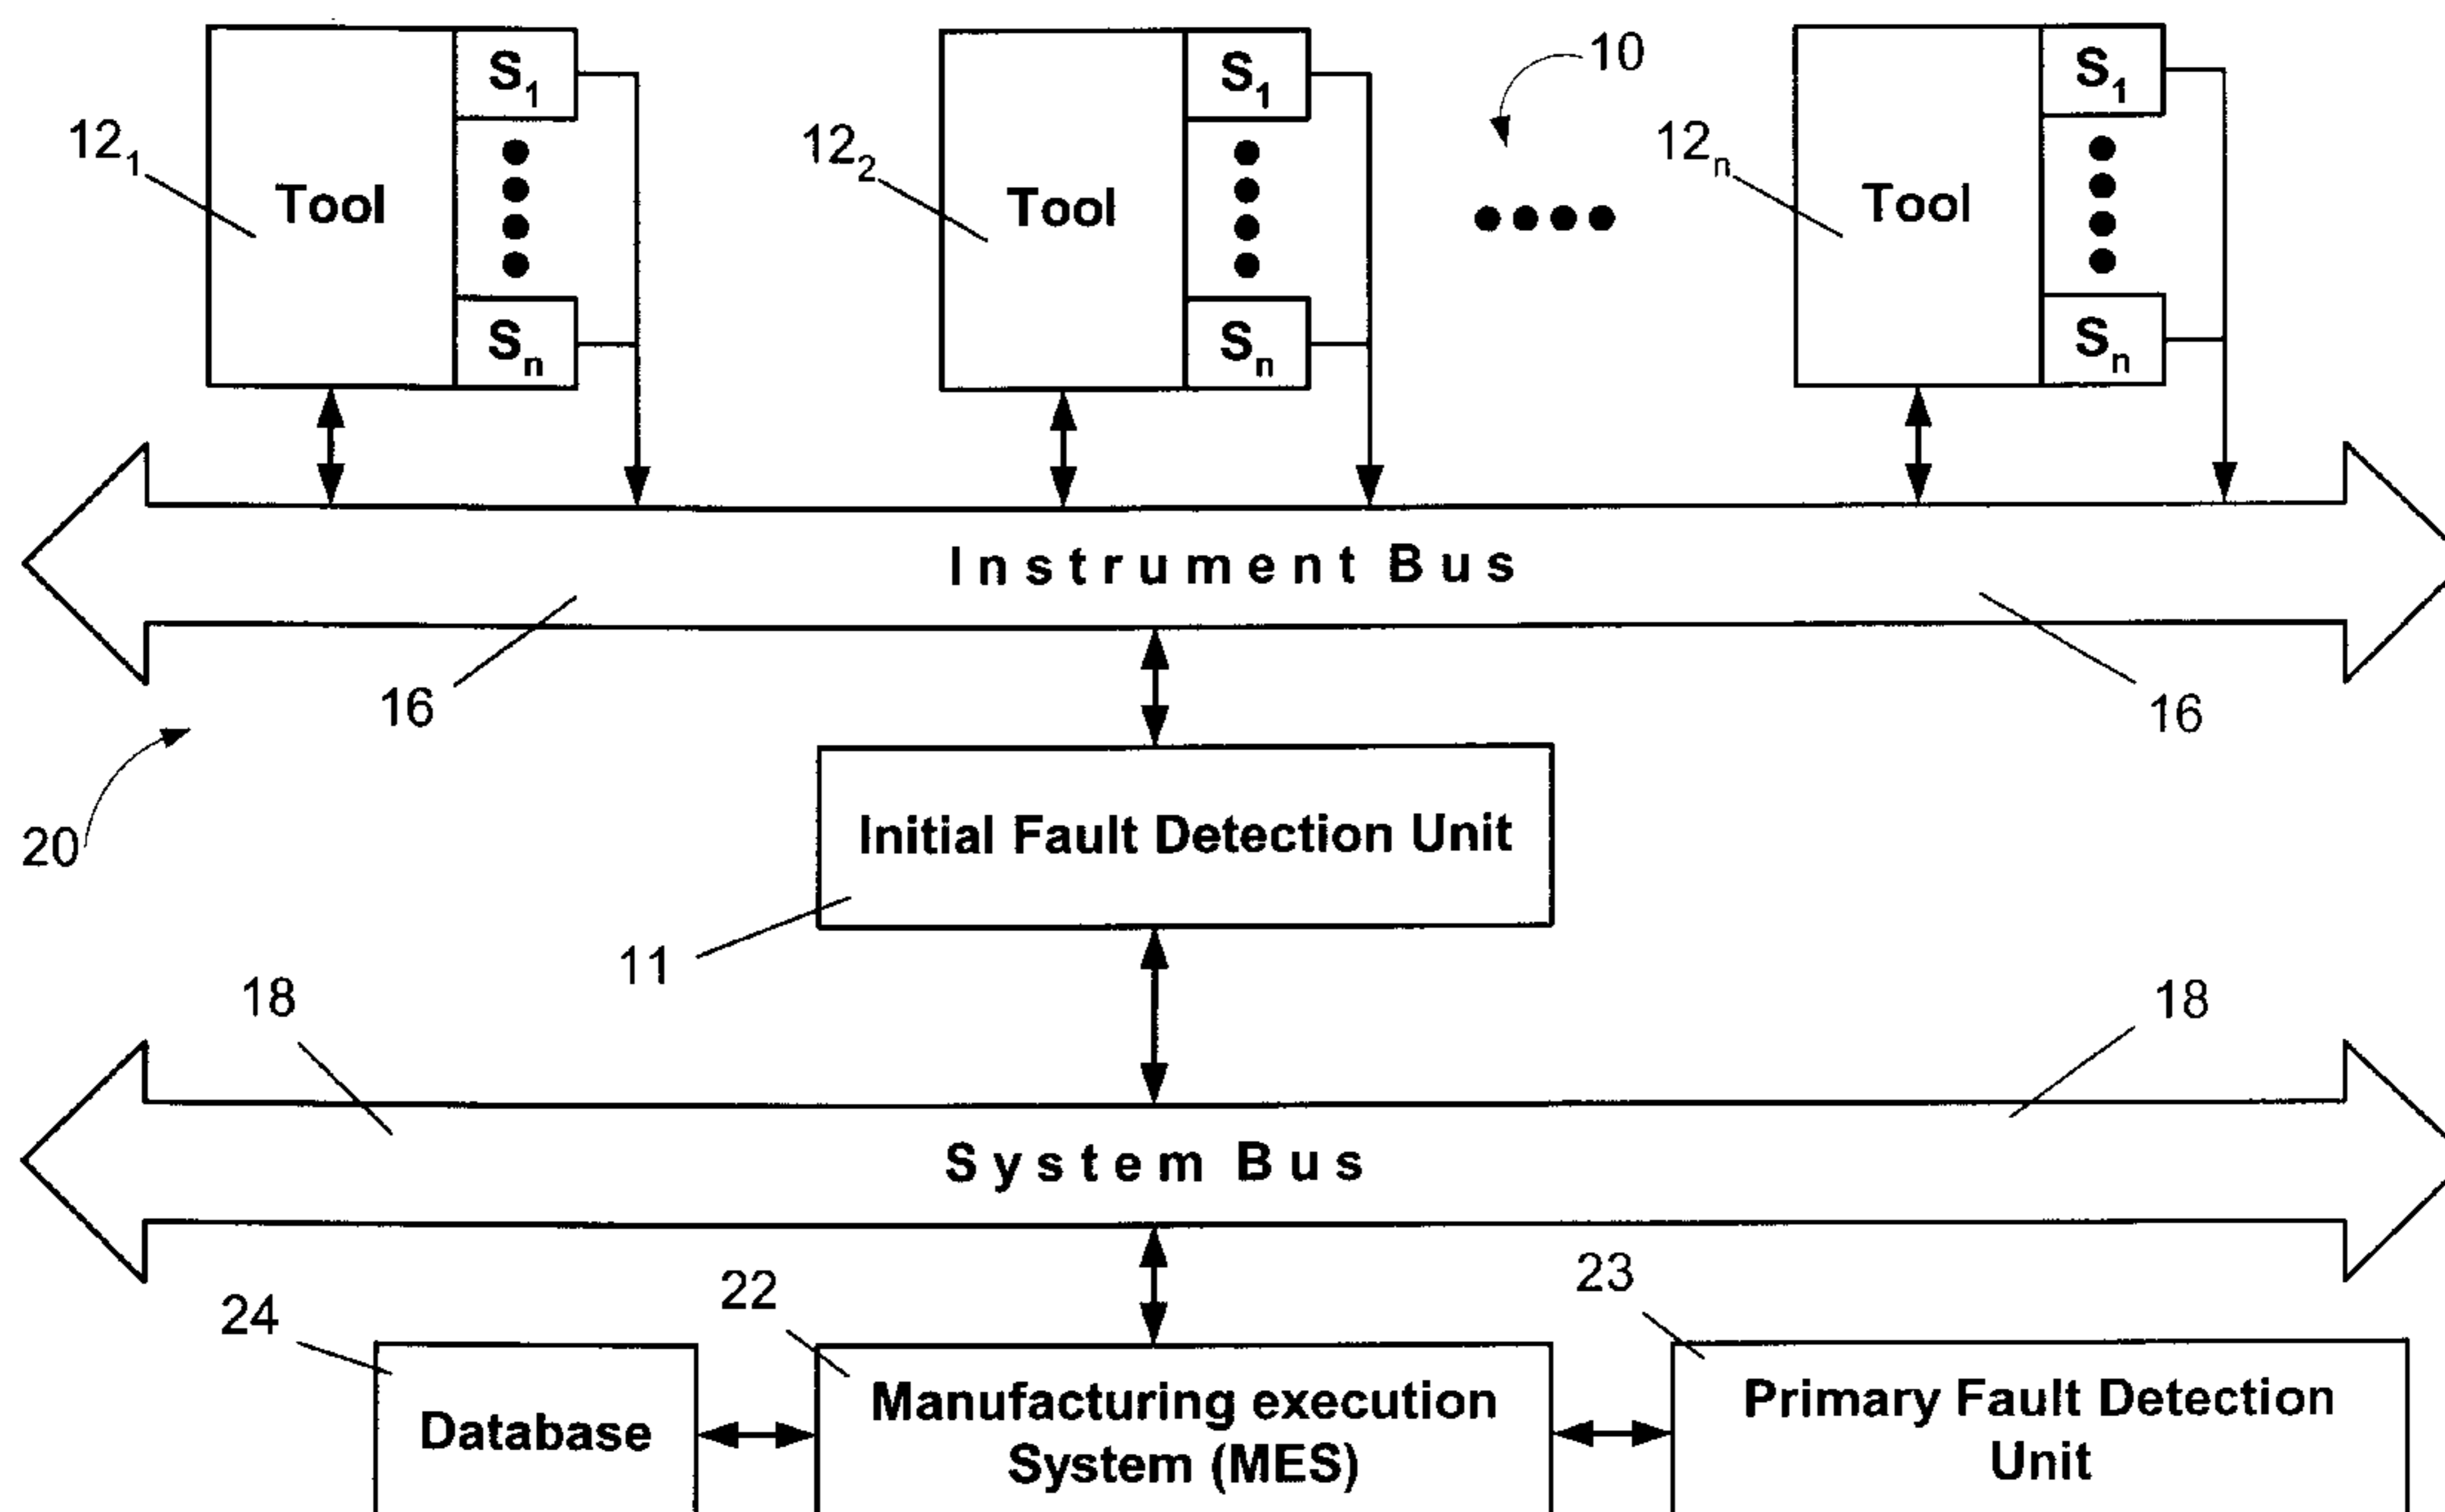 S1
S1
10
S1
12₁
12₂
12n
Tool
Tool
Tool
Sn
Sn
Sn
Instrument Bus
16
16
20
Initial Fault Detection Unit
11
18
18
System Bus
24
22
23
Database
Manufacturing execution
System (MES)
Primary Fault Detection
Unit